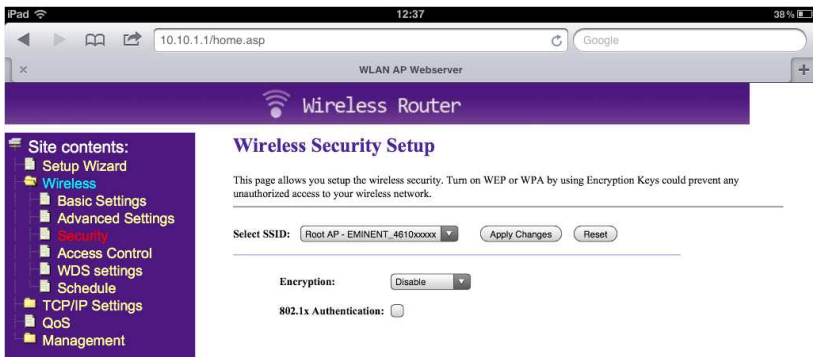 iPad 12:37 38%
10.10.1.1/home.asp Google
WLAN AP Webserver
Wireless Router
Site contents:
Setup Wizard
Wireless
Basic Settings
Advanced Settings
Security
Access Control
WDS settings
Schedule
TCP/IP Settings
QoS
Management
Wireless Security Setup
This page allows you setup the wireless security. Turn on WEP or WPA by using Encryption Keys could prevent any
unauthorized access to your wireless network.
Select SSID: Root AP - EMINENT_4610xxxxx Apply Changes Reset
Encryption: Disable
802.1x Authentication: